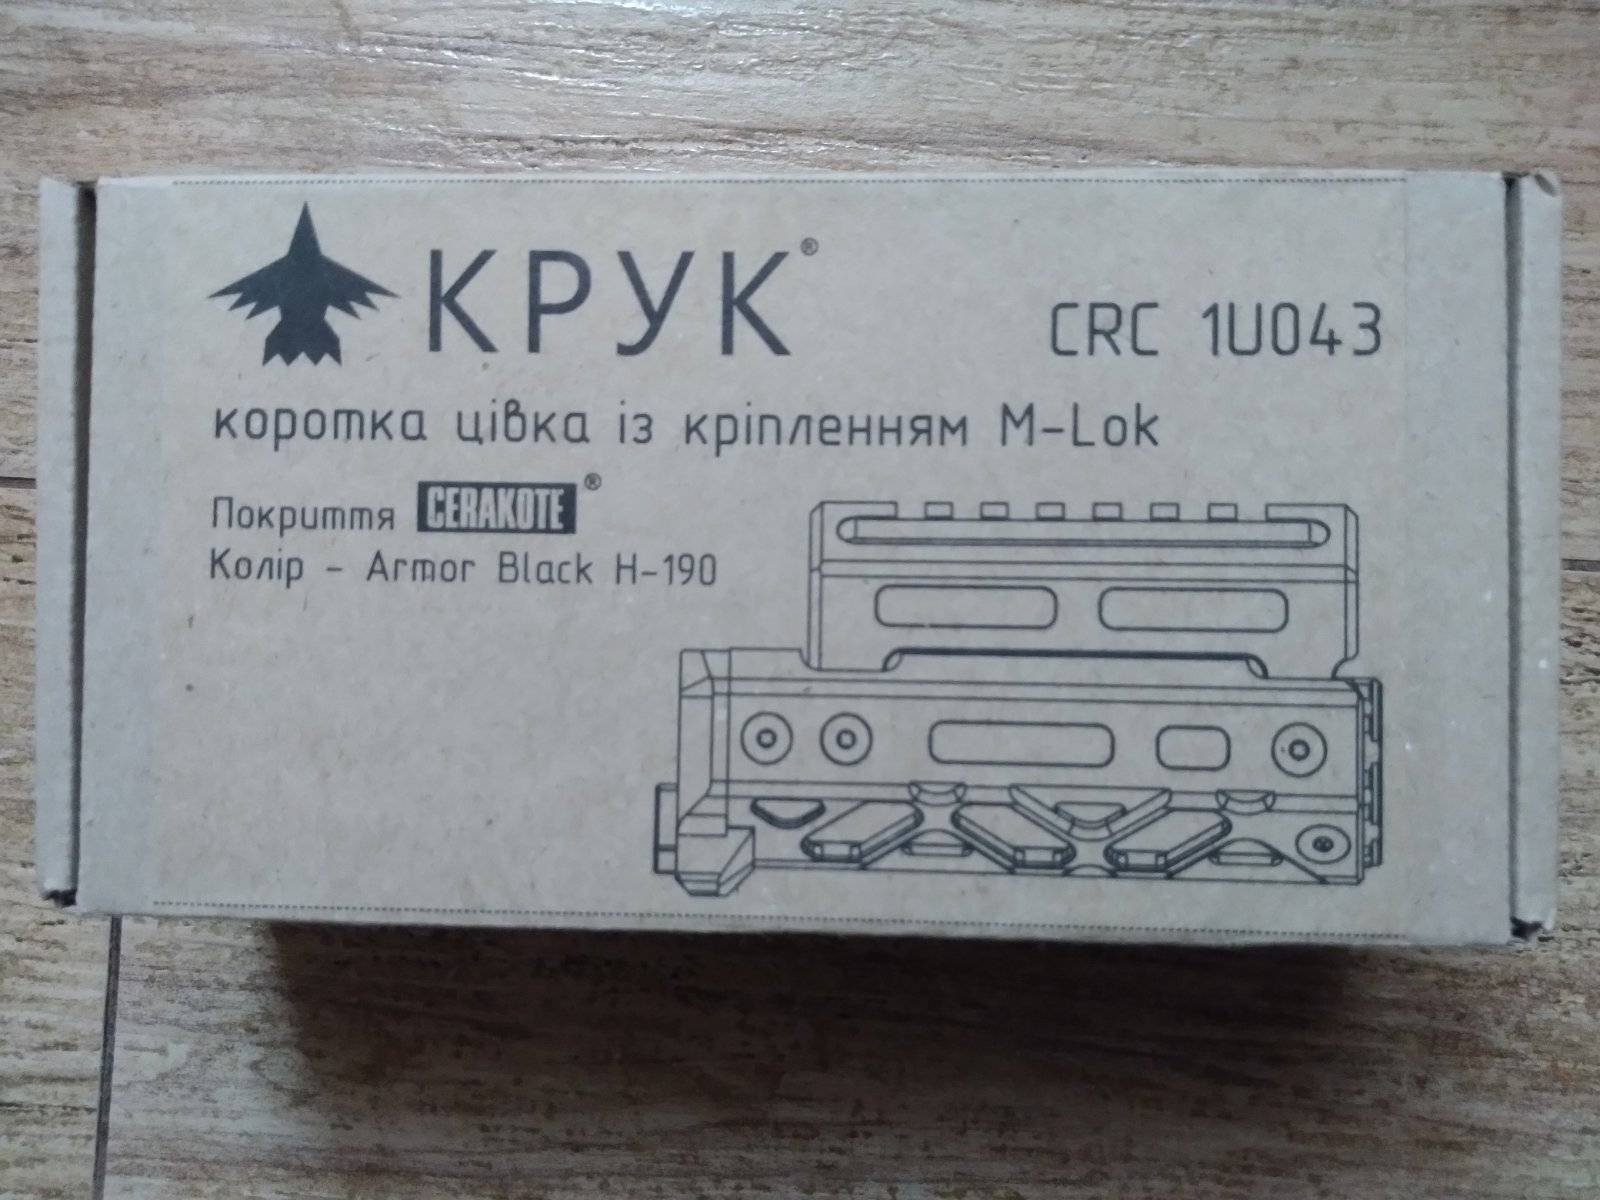 КРУК®
CRC 1U043
коротка цівка із кріпленням M-Lok
Покриття CERAKOTE®
Колір - Armor Black H-190